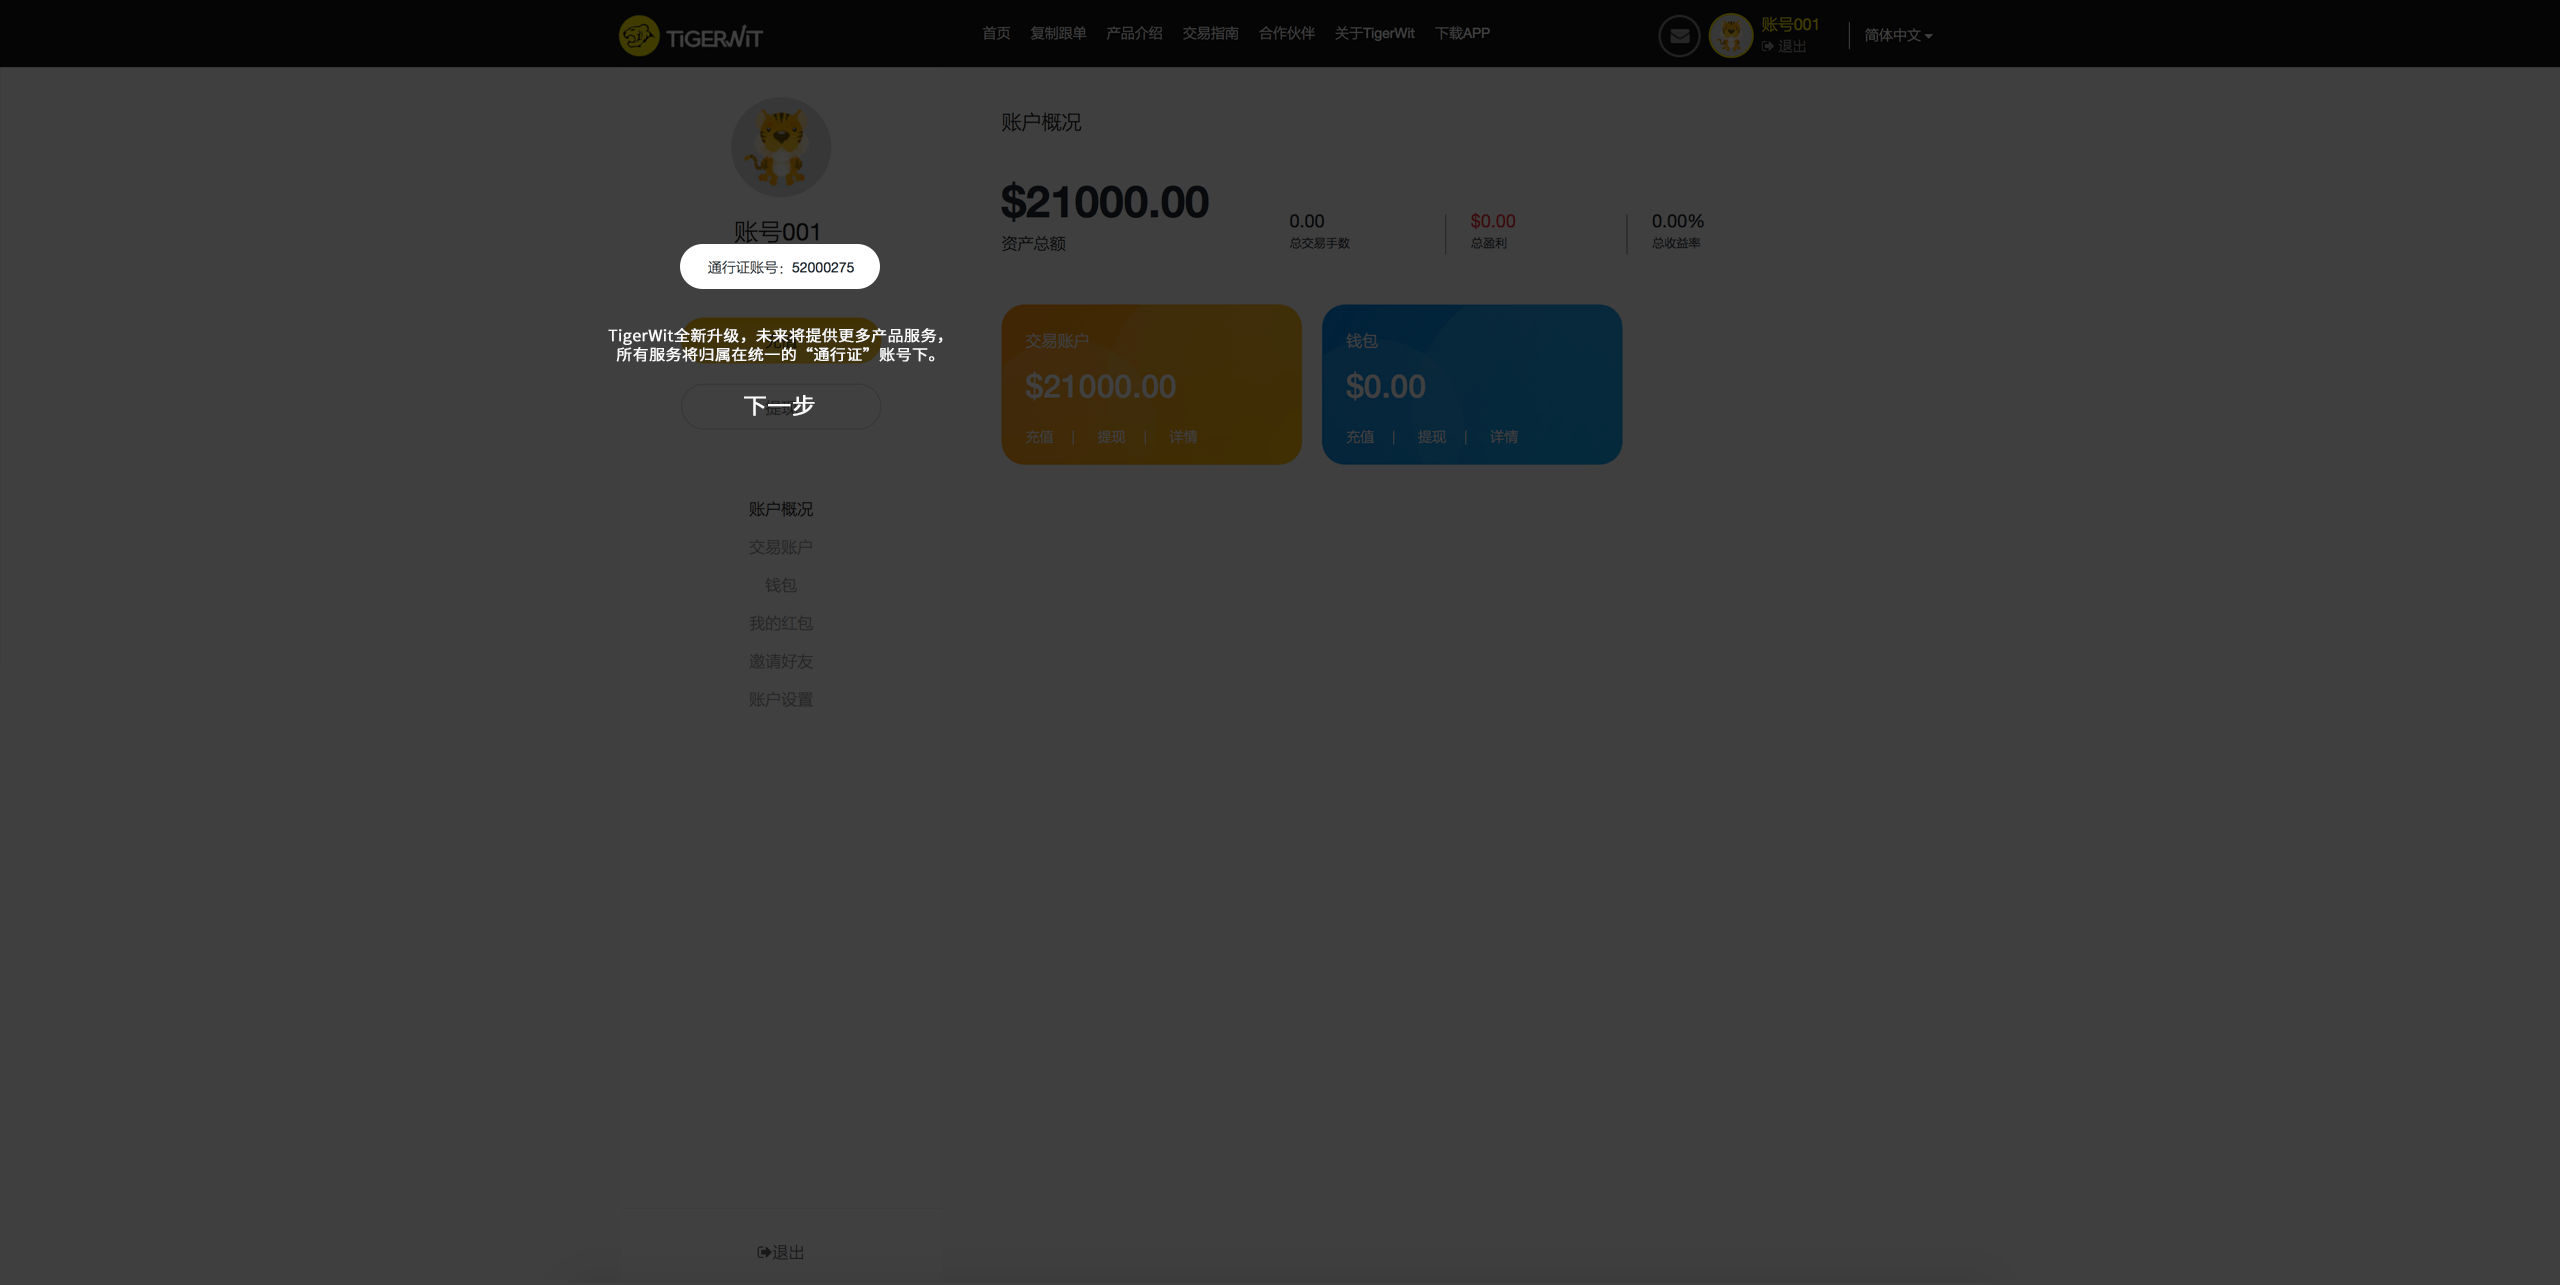 TiGERWiT
首页 复制跟单 产品介绍 交易指南 合作伙伴 关于TigerWit 下载APP
账号001
退出
简体中文
账号001
通行证账号：52000275
TigerWit全新升级，未来将提供更多产品服务，
所有服务将归属在统一的“通行证”账号下。
下一步
账户概况
交易账户
钱包
我的红包
邀请好友
账户设置
退出
账户概况
$21000.00
资产总额
0.00
总交易手数
$0.00
总盈利
0.00%
总收益率
交易账户
$21000.00
充值 | 提现 | 详情
钱包
$0.00
充值 | 提现 | 详情